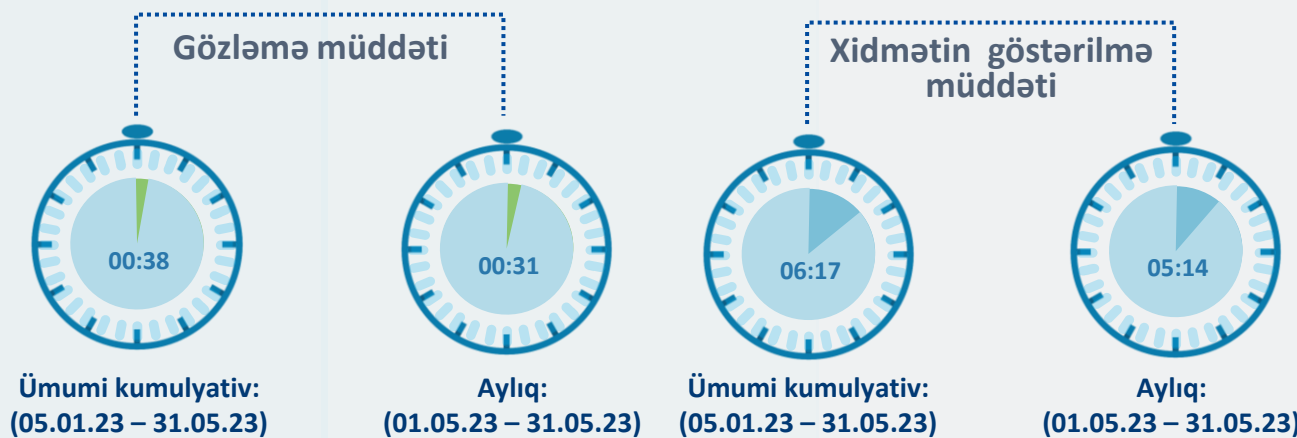 Gözləmə müddəti
Xidmətin göstərilmə
müddəti
00:38
00:31
06:17
05:14
Ümumi kumulyativ:
(05.01.23 – 31.05.23)
Aylıq:
(01.05.23 – 31.05.23)
Ümumi kumulyativ:
(05.01.23 – 31.05.23)
Aylıq:
(01.05.23 – 31.05.23)